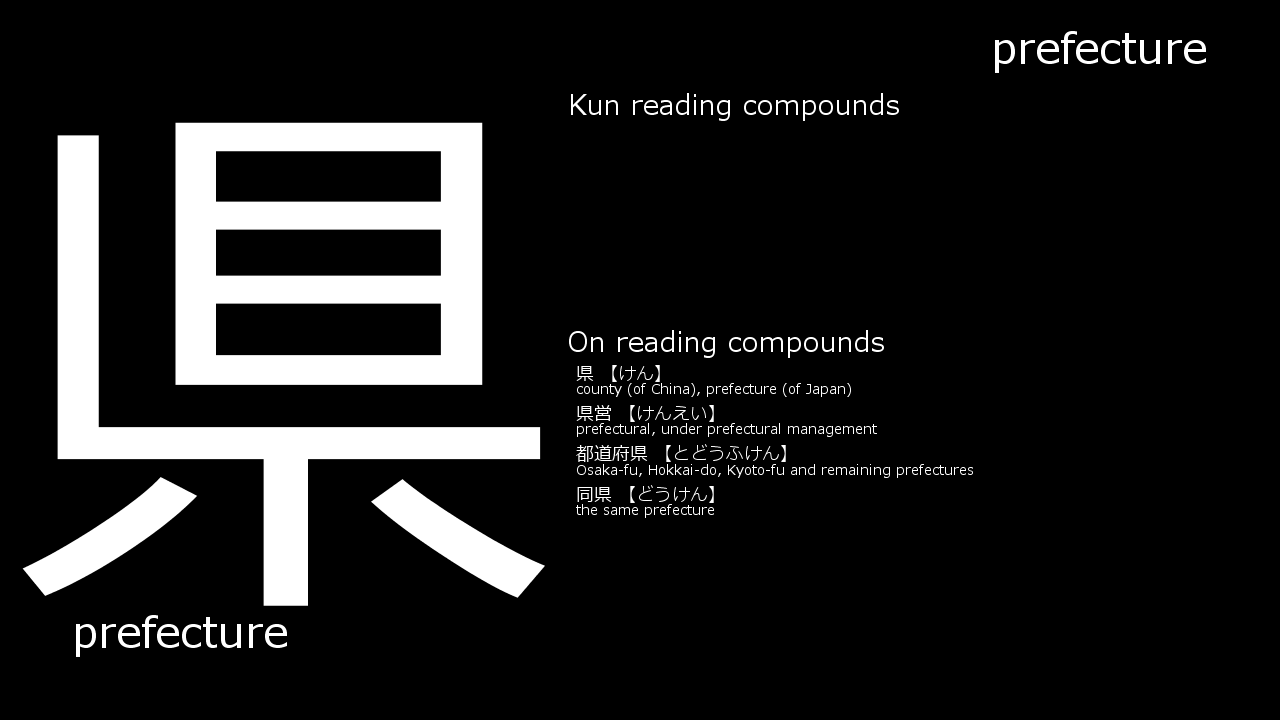 prefecture
Kun reading compounds
県
On reading compounds
県 【けん】
county (of China), prefecture (of Japan)
県営 【けんえい】
prefectural, under prefectural management
都道府県 【とどうふけん】
Osaka-fu, Hokkai-do, Kyoto-fu and remaining prefectures
同県 【どうけん】
the same prefecture
prefecture